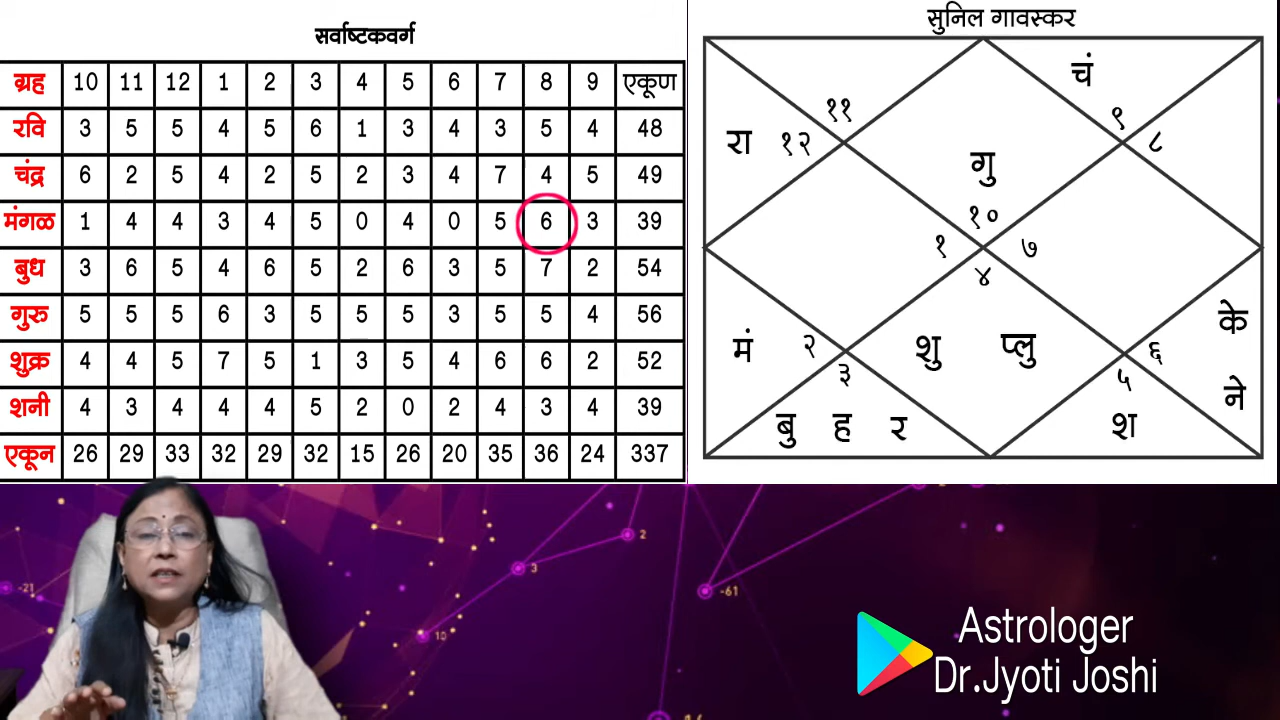 सर्वाष्टकवर्ग
ग्रह 10 11 12 1 2 3 4 5 6 7 8 9 एकूण
रवि 3 5 5 4 5 6 1 3 4 3 5 4 48
चंद्र 6 2 5 4 2 5 2 3 4 7 4 5 49
मंगळ 1 4 4 3 4 5 0 4 0 5 6 3 39
बुध 3 6 5 4 6 5 2 6 3 5 7 2 54
गुरु 5 5 5 6 3 5 5 5 3 5 5 4 56
शुक्र 4 4 5 7 5 1 3 5 4 6 6 2 52
शनी 4 3 4 4 4 5 2 0 2 4 3 4 39
एकून 26 29 33 32 29 32 15 26 20 35 36 24 337
सुनिल गावस्कर
चं
११ ९
रा १२ ८
गु
१०
१ ७
४
के
मं २ शु प्लु ६
३ ५
ने
बु ह र श
2
3
-21
-61
10
Astrologer
Dr.Jyoti Joshi